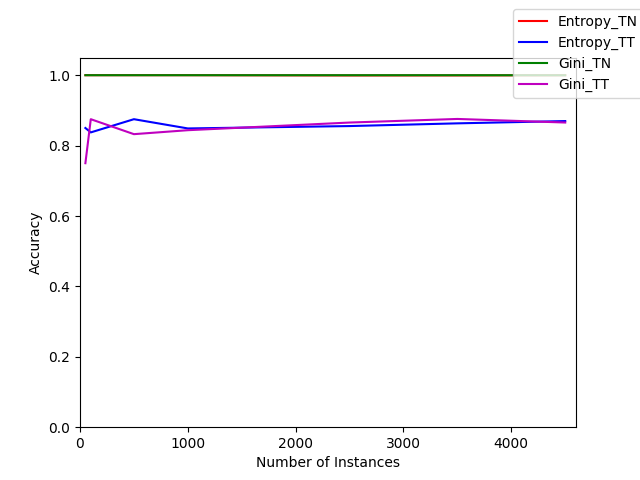 Entropy_TN
Entropy_TT
Gini_TN
Gini_TT
1.0
0.8
0.6
0.4
0.2
0.0
Accuracy
0 1000 2000 3000 4000
Number of Instances